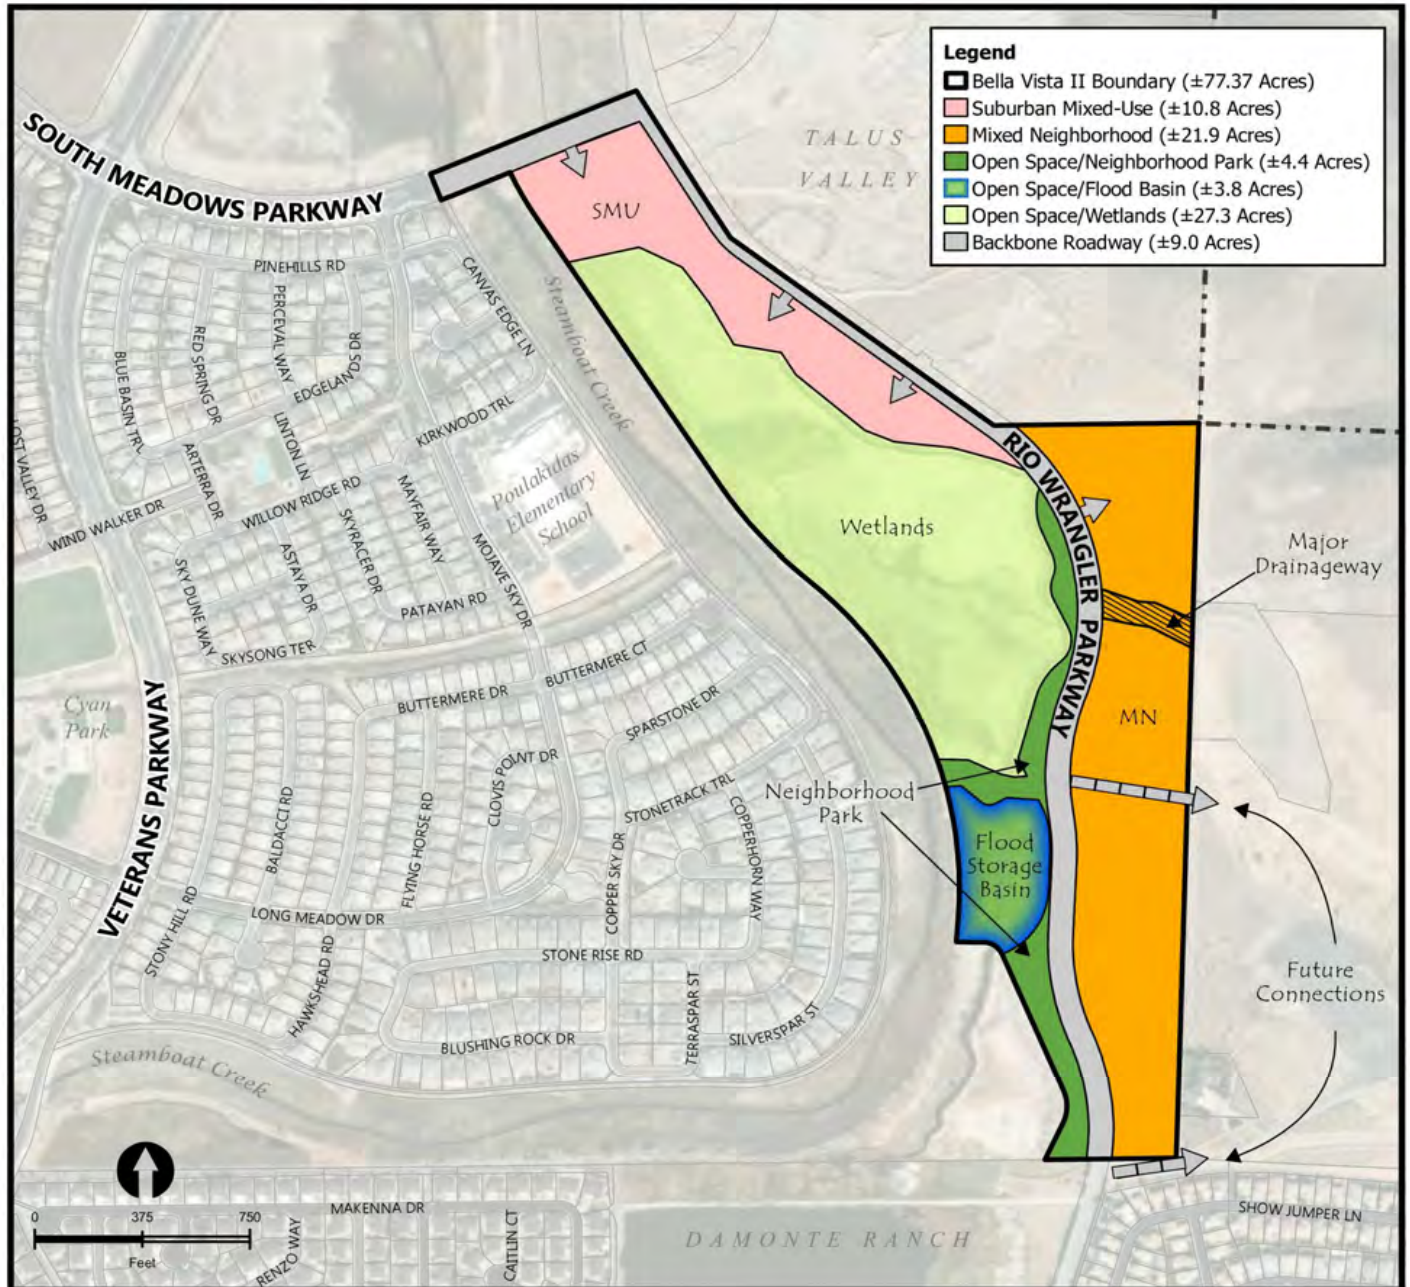 Legend
Bella Vista II Boundary (±77.37 Acres)
Suburban Mixed-Use (±10.8 Acres)
Mixed Neighborhood (±21.9 Acres)
Open Space/Neighborhood Park (±4.4 Acres)
Open Space/Flood Basin (±3.8 Acres)
Open Space/Wetlands (±27.3 Acres)
Backbone Roadway (±9.0 Acres)
TALUS
VALLEY
SOUTH MEADOWS PARKWAY
SMU
PINEHILLS RD
CANVAS EDGE LN
PERCEVAL WAY
RED SPRING DR
EDGELANDS DR
BLUE BASIN TRL
Steamboat Creek
LINTON LN
KIRKWOOD TRL
LOST VALLEY DR
ARTERRA DR
WILLOW RIDGE RD
MAYFAIR WAY
Poulakidas
Elementary
School
RIO WRANGLER PARKWAY
WIND WALKER DR
SKYRACER DR
MOJAVE SKY DR
Wetlands
Major
Drainageway
ASTAYA DR
SKY DUNE WAY
PATAYAN RD
SKYSONG TER
BUTTERMERE CT
BUTTERMERE DR
Cyan
Park
SPARSTONE DR
MN
VETERANS PARKWAY
CLOVIS POINT DR
STONETRACK TRL
Neighborhood
Park
BALDACCI RD
FLYING HORSE RD
COPPERHORN WAY
COPPER SKY DR
Flood
Storage
Basin
LONG MEADOW DR
STONY HILL RD
HAWKSHEAD RD
STONE RISE RD
Future
Connections
TERRASPAR ST
SILVERSPAR ST
BLUSHING ROCK DR
Steamboat Creek
MAKENNA DR
SHOW JUMPER LN
0 375 750
Feet
RENZO WAY
CAITLIN CT
DAMONTE RANCH